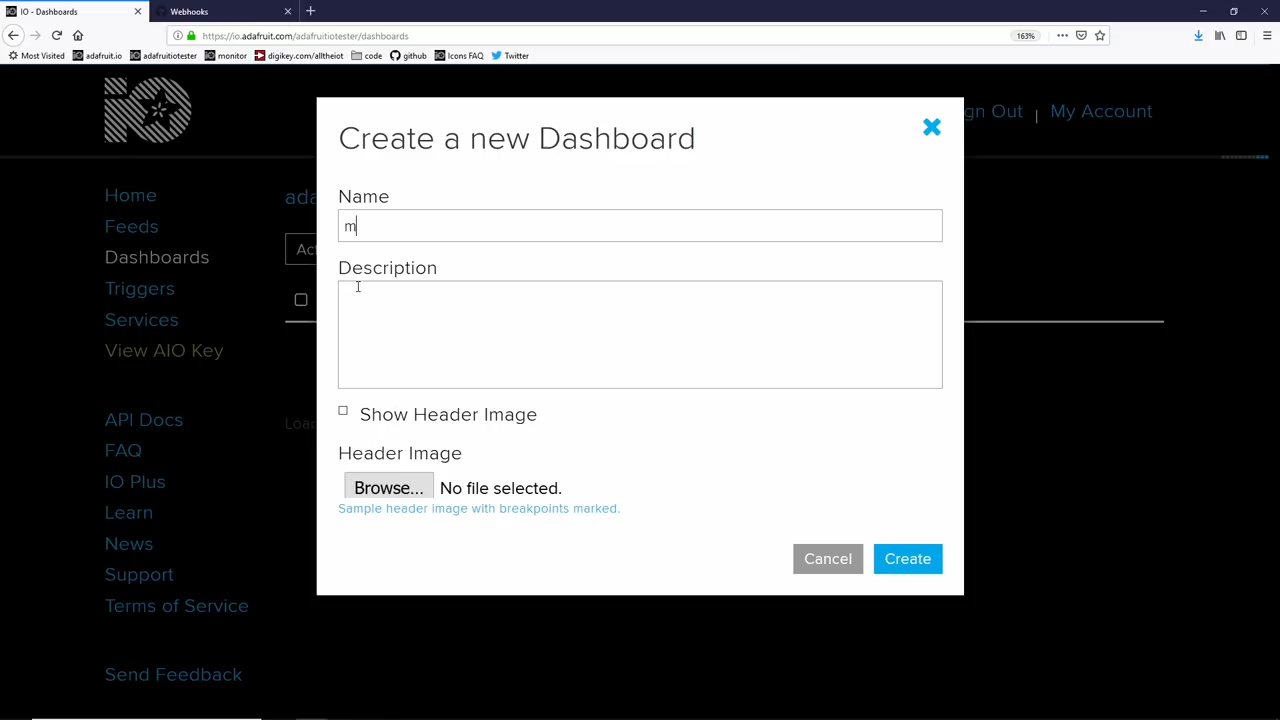 IO - Dashboards
Webhooks
https://io.adafruit.com/adafruitiotester/dashboards
163%
Most Visited
adafruit.io
adafruitiotester
monitor
digikey.com/alltheiot
code
github
Icons FAQ
Twitter
gn Out | My Account
Home
Feeds
Dashboards
Triggers
Services
View AIO Key
API Docs
FAQ
IO Plus
Learn
News
Support
Terms of Service
Send Feedback
ada
Act
Loa
Create a new Dashboard
Name
m
Description
Show Header Image
Header Image
Browse... No file selected.
Sample header image with breakpoints marked.
Cancel
Create